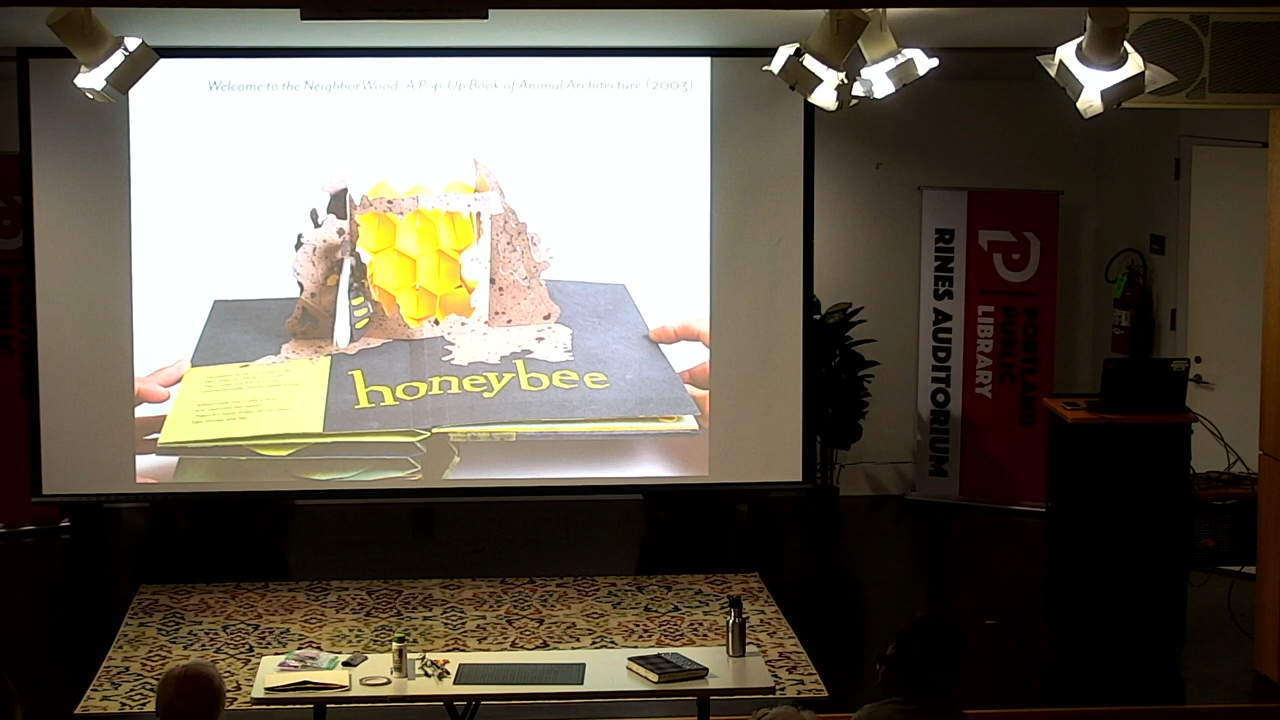 Welcome to the NeighborWood: A Pop-Up Book of Animal Architecture (2003)
honeybee
PORTLAND
PUBLIC
LIBRARY
RINES AUDITORIUM